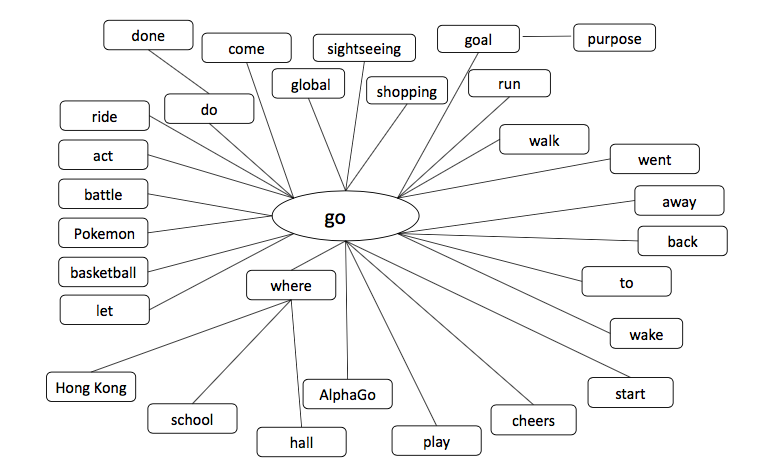 done
come
sightseeing
goal
purpose
global
shopping
run
ride
do
walk
act
went
battle
away
Pokemon
go
back
basketball
where
to
let
wake
Hong Kong
AlphaGo
start
school
cheers
hall
play